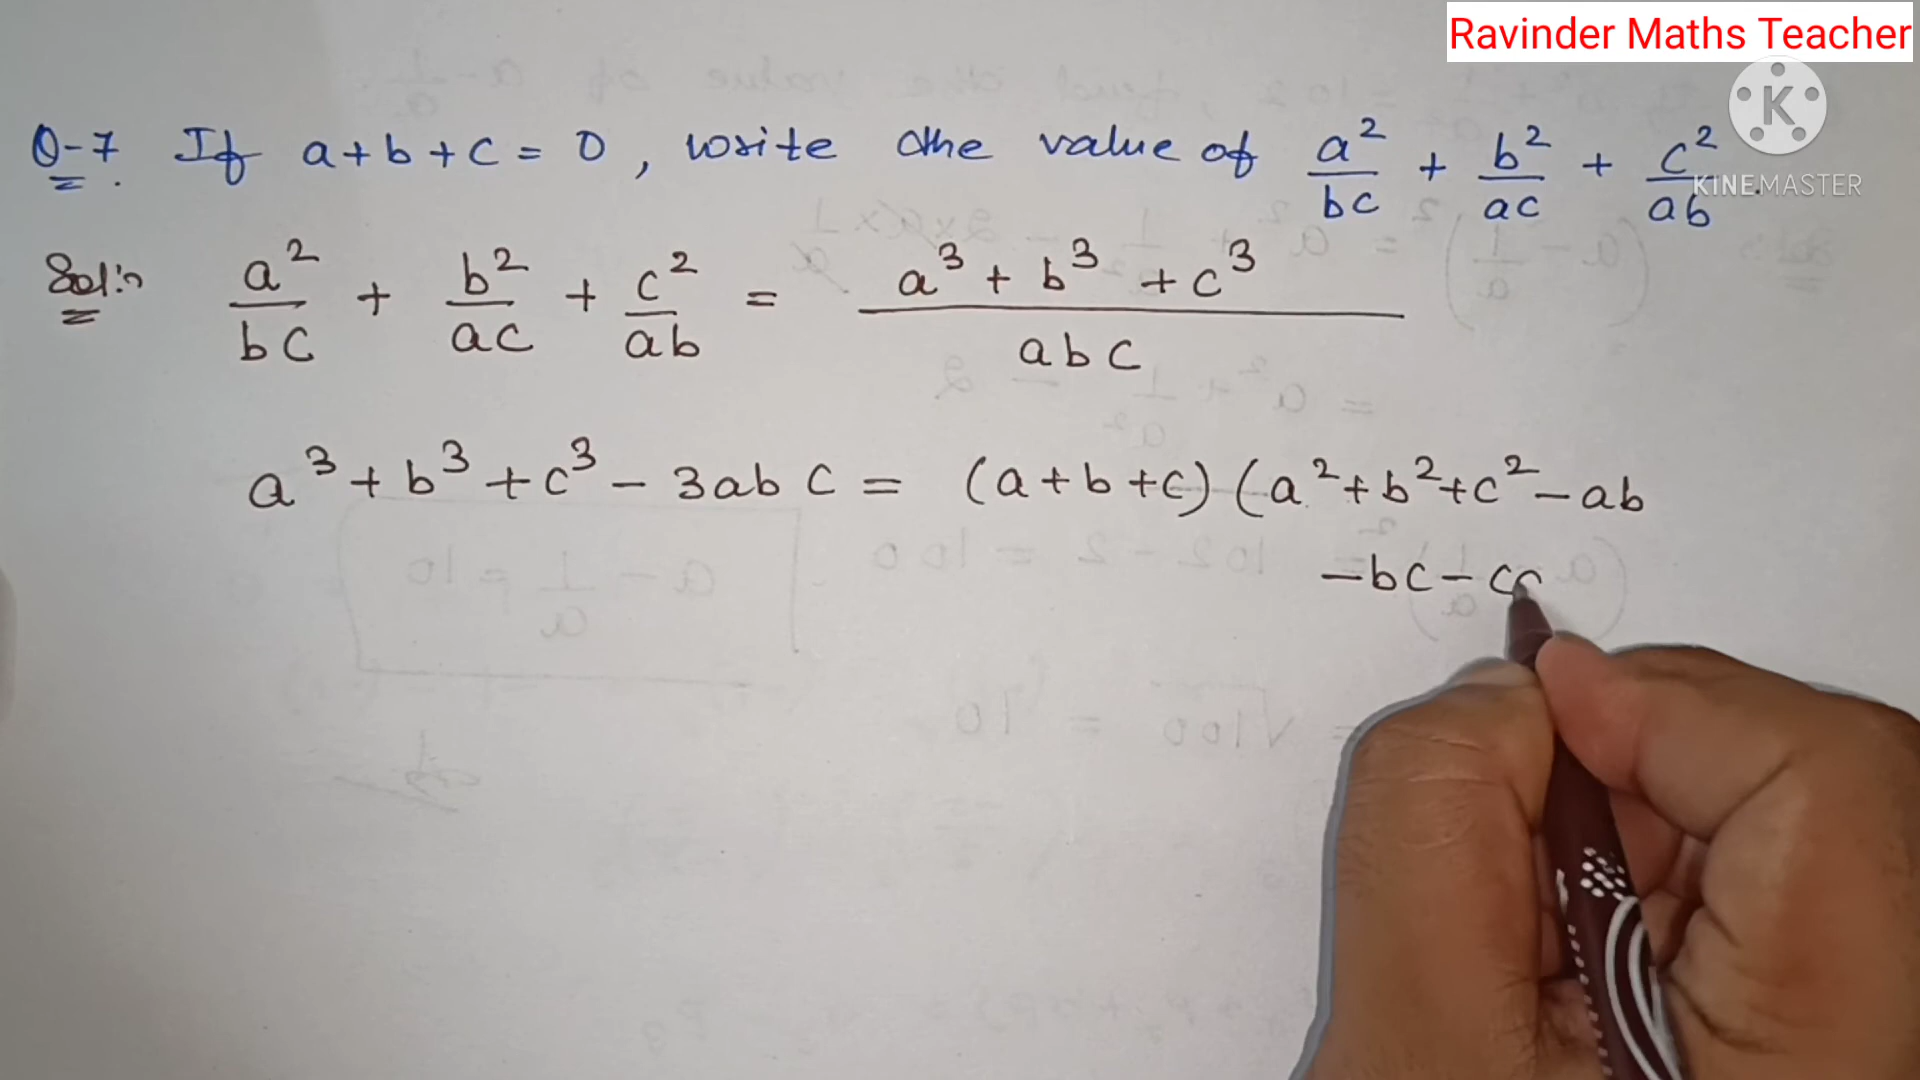 Ravinder Maths Teacher
K
KINEMASTER
Q-7. If a+b+c = 0, write the value of a²/bc + b²/ac + c²/ab.
Sol:n a²/bc + b²/ac + c²/ab = a³ + b³ + c³ / abc
a³ + b³ + c³ - 3abc = (a+b+c) (a²+b²+c²-ab
-bc-ca